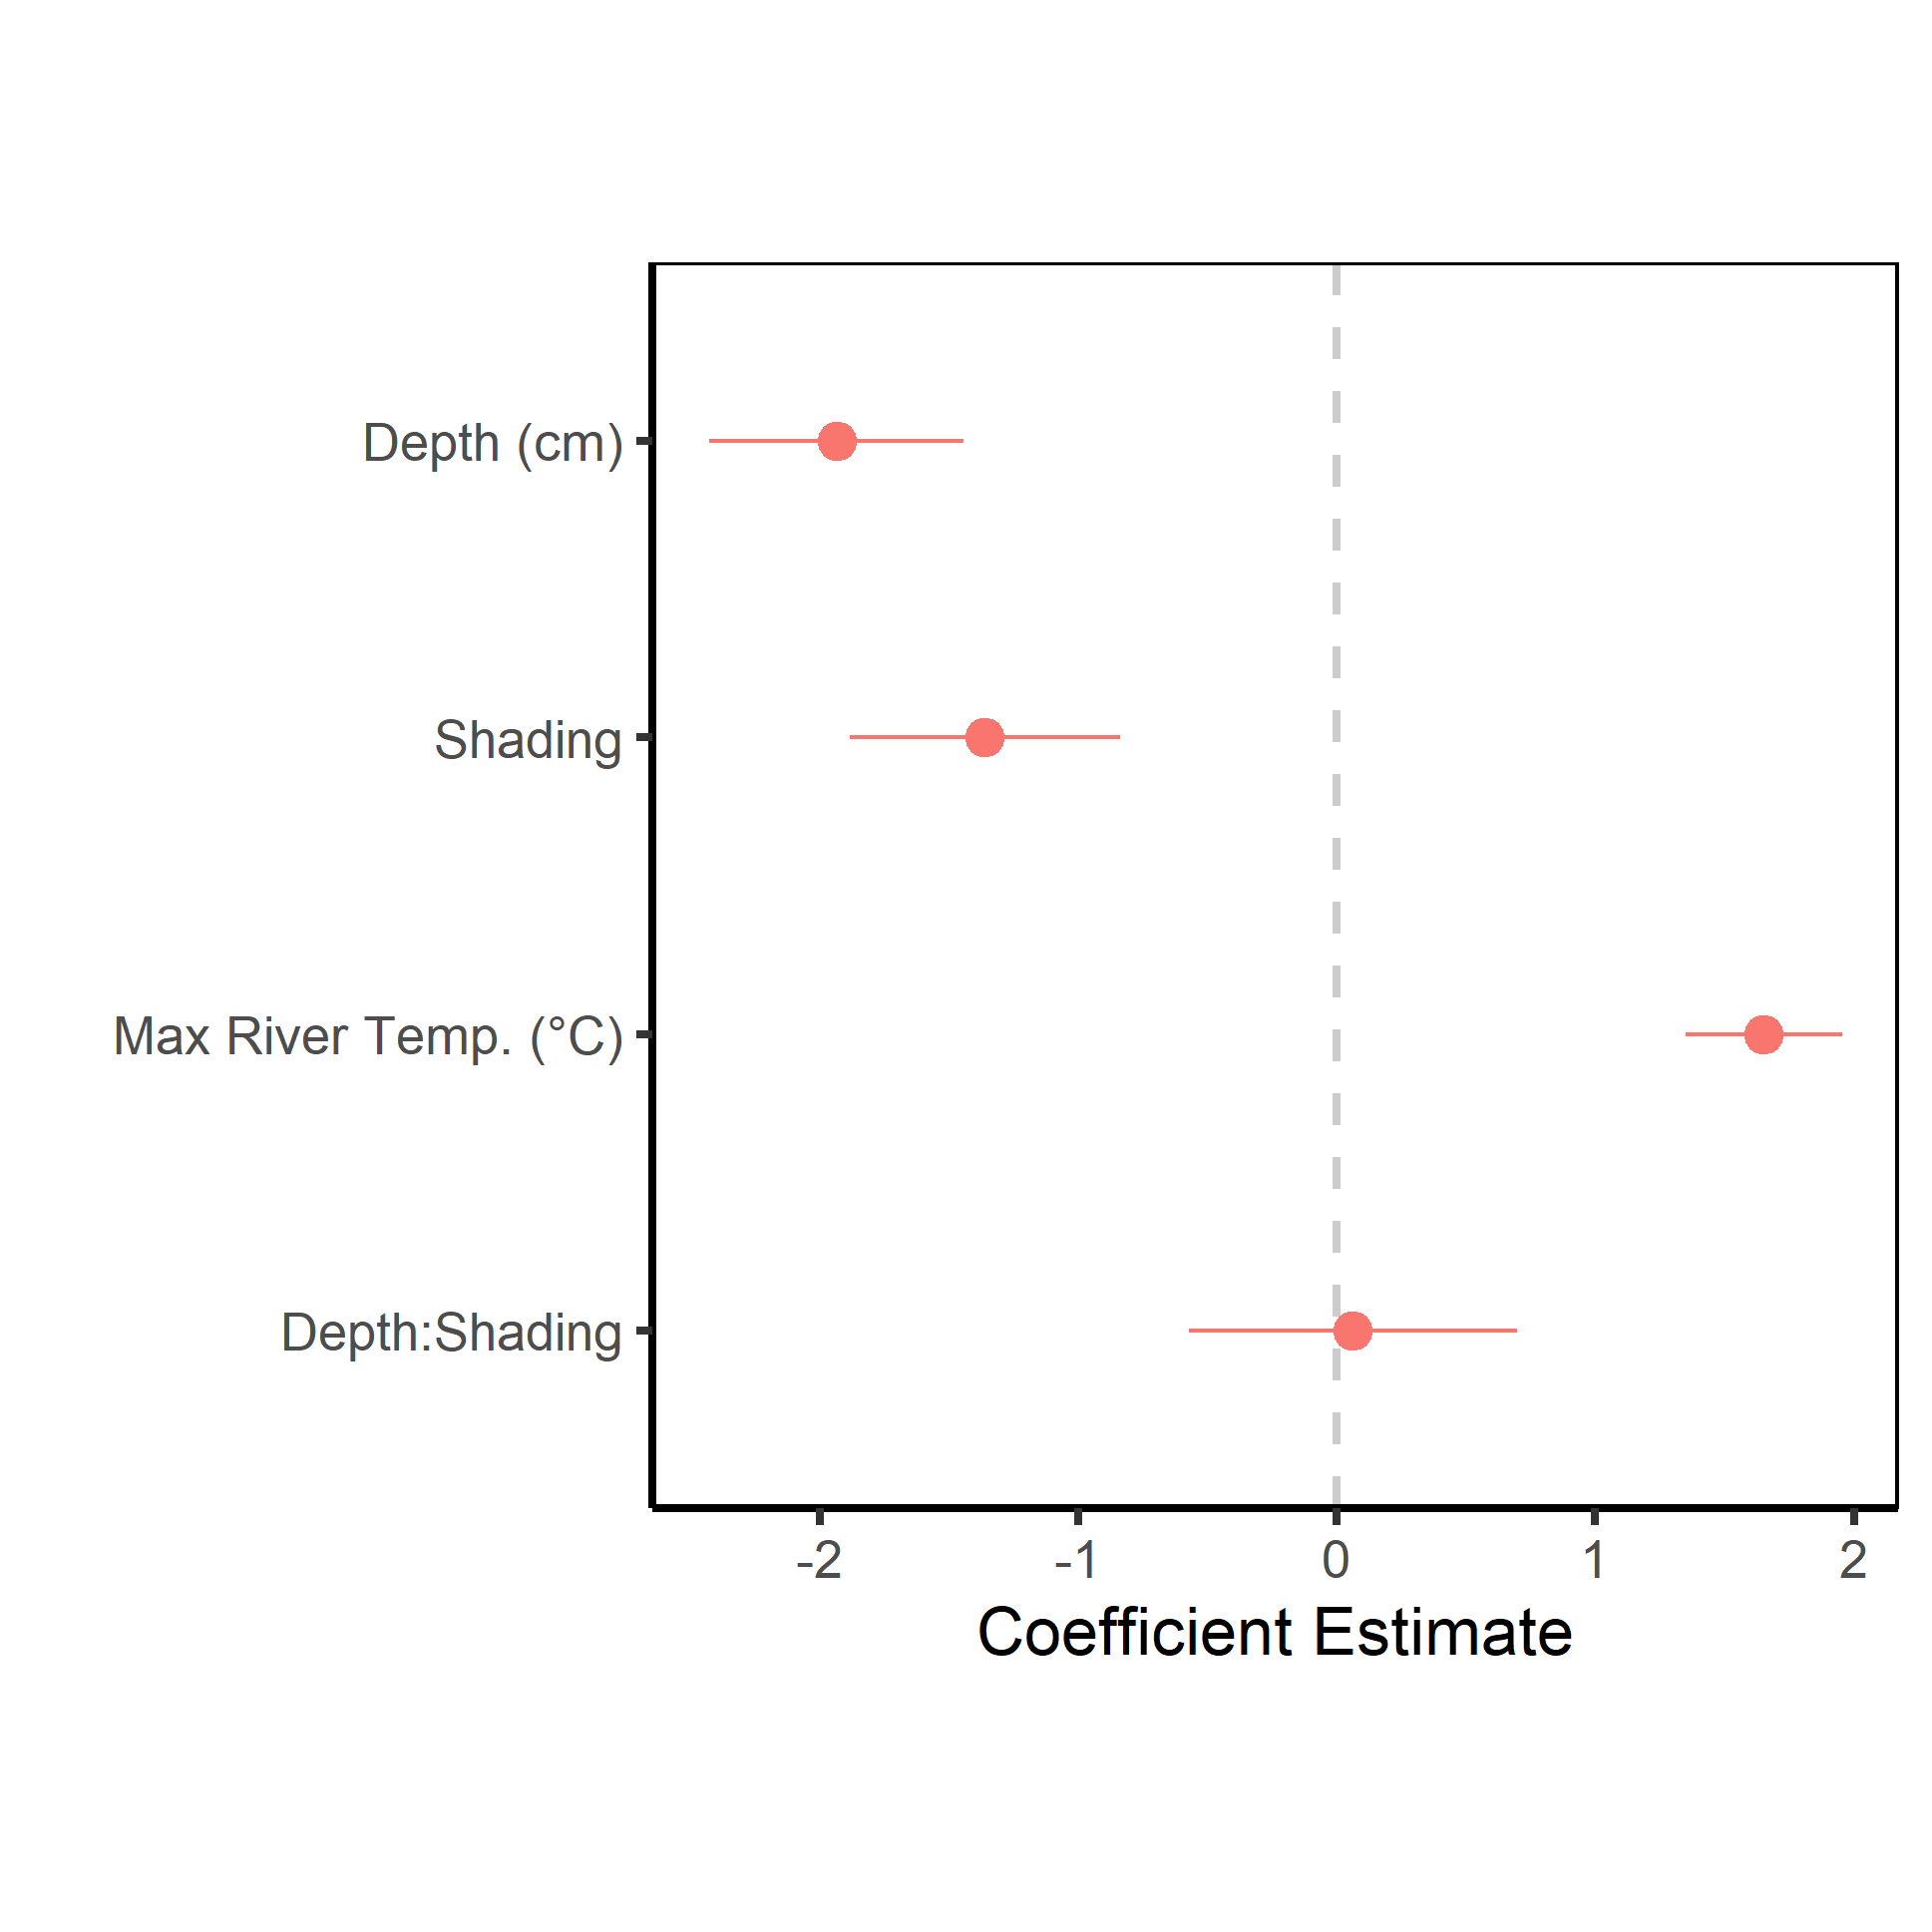 Depth (cm)
Shading
Max River Temp. (°C)
Depth:Shading
-2 -1 0 1 2
Coefficient Estimate